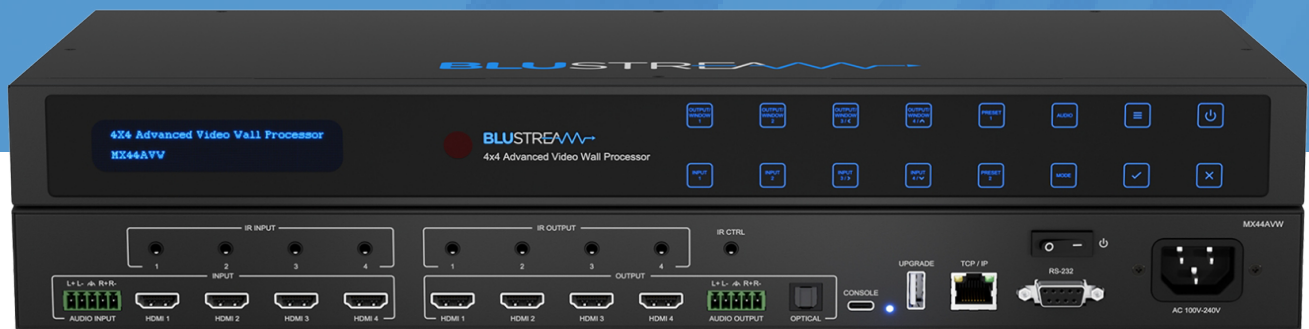 BLUSTREAM
4X4 Advanced Video Wall Processor
MX44AVW
BLUSTREAM
4x4 Advanced Video Wall Processor
OUTPUT/
WINDOW
1
OUTPUT/
WINDOW
2
OUTPUT/
WINDOW
3 / <
OUTPUT/
WINDOW
4 / ^
PRESET
1
AUDIO
INPUT
1
INPUT
2
INPUT
3 / >
INPUT
4 / v
PRESET
2
MODE
MX44AVW
IR INPUT
1 2 3 4
IR OUTPUT
1 2 3 4
IR CTRL
INPUT
L+ L- R+ R-
AUDIO INPUT
HDMI 1 HDMI 2 HDMI 3 HDMI 4
OUTPUT
HDMI 1 HDMI 2 HDMI 3 HDMI 4
L+ L- R+ R-
AUDIO OUTPUT
OPTICAL
CONSOLE
UPGRADE
TCP / IP
RS-232
AC 100V-240V